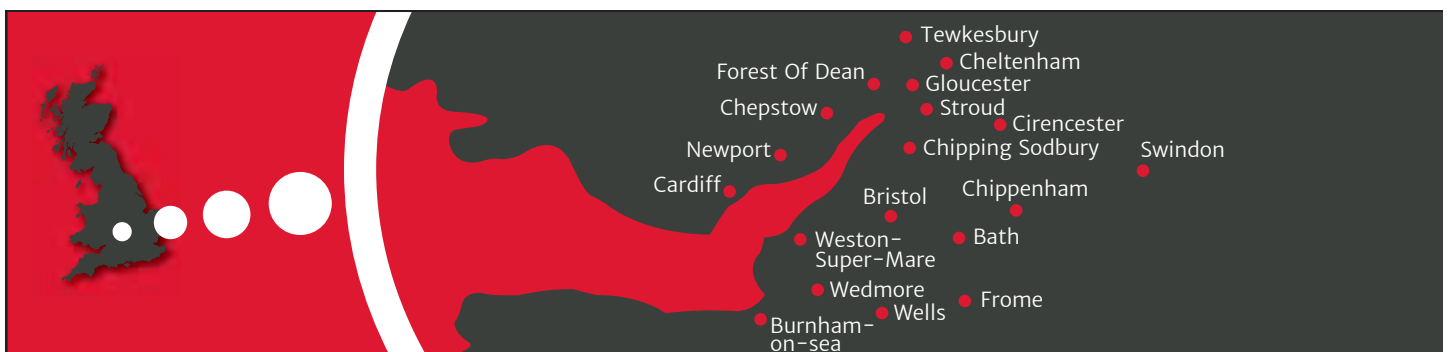 Tewkesbury
Cheltenham
Forest Of Dean
Gloucester
Chepstow
Stroud
Cirencester
Newport
Chipping Sodbury
Swindon
Cardiff
Chippenham
Bristol
Weston-
Super-Mare
Bath
Wedmore
Frome
Wells
Burnham-
on-sea